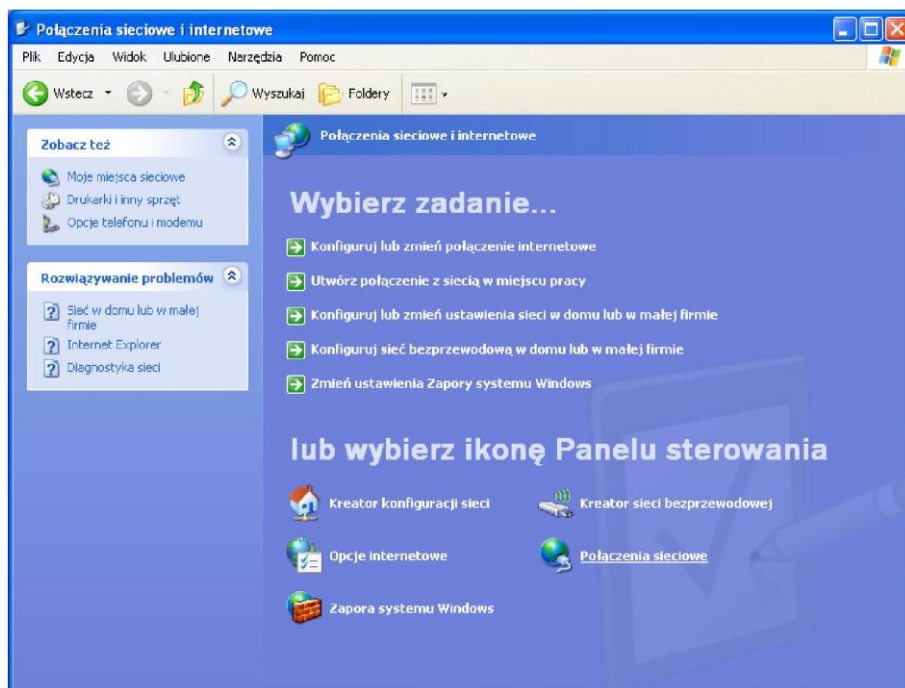 Połączenia sieciowe i internetowe
Plik Edycja Widok Ulubione Narzędzia Pomoc
Wstecz Wyszukaj Foldery
Zobacz też
Moje miejsca sieciowe
Drukarki i inny sprzęt
Opcje telefonu i modemu
Rozwiązywanie problemów
Sieć w domu lub w małej
firmie
Internet Explorer
Diagnostyka sieci
Połączenia sieciowe i internetowe
Wybierz zadanie...
Konfiguruj lub zmień połączenie internetowe
Utwórz połączenie z siecią w miejscu pracy
Konfiguruj lub zmień ustawienia sieci w domu lub w małej firmie
Konfiguruj sieć bezprzewodową w domu lub w małej firmie
Zmień ustawienia Zapory systemu Windows
lub wybierz ikonę Panelu sterowania
Kreator konfiguracji sieci Kreator sieci bezprzewodowej
Opcje internetowe Połączenia sieciowe
Zapora systemu Windows